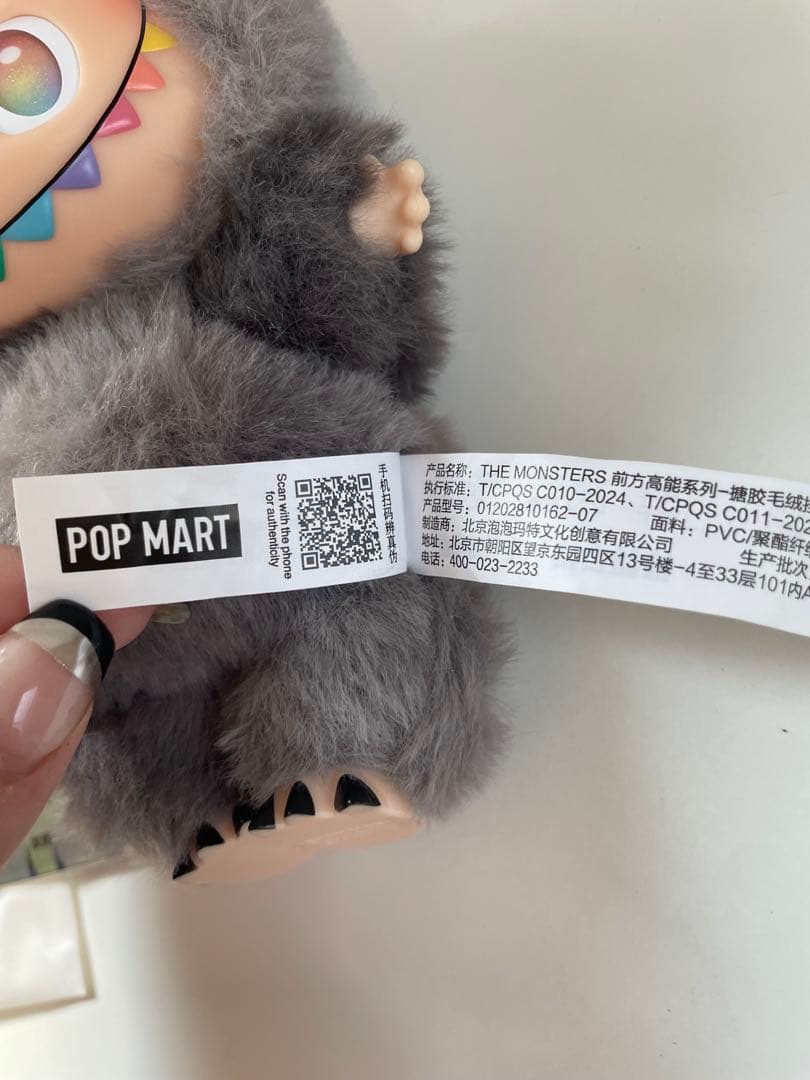 POP MART
Scan with the phone
for authenticity
手机扫码辨真伪
产品名称：THE MONSTERS 前方高能系列-搪胶毛绒
执行标准：T/CPQS C010-2024、T/CPQS C011-202
产品型号：01202810162-07 面料：PVC/聚酯纤
制造商：北京泡泡玛特文化创意有限公司 生产批次
地址：北京市朝阳区望京东园四区13号楼-4至33层101内A
电话：400-023-2233